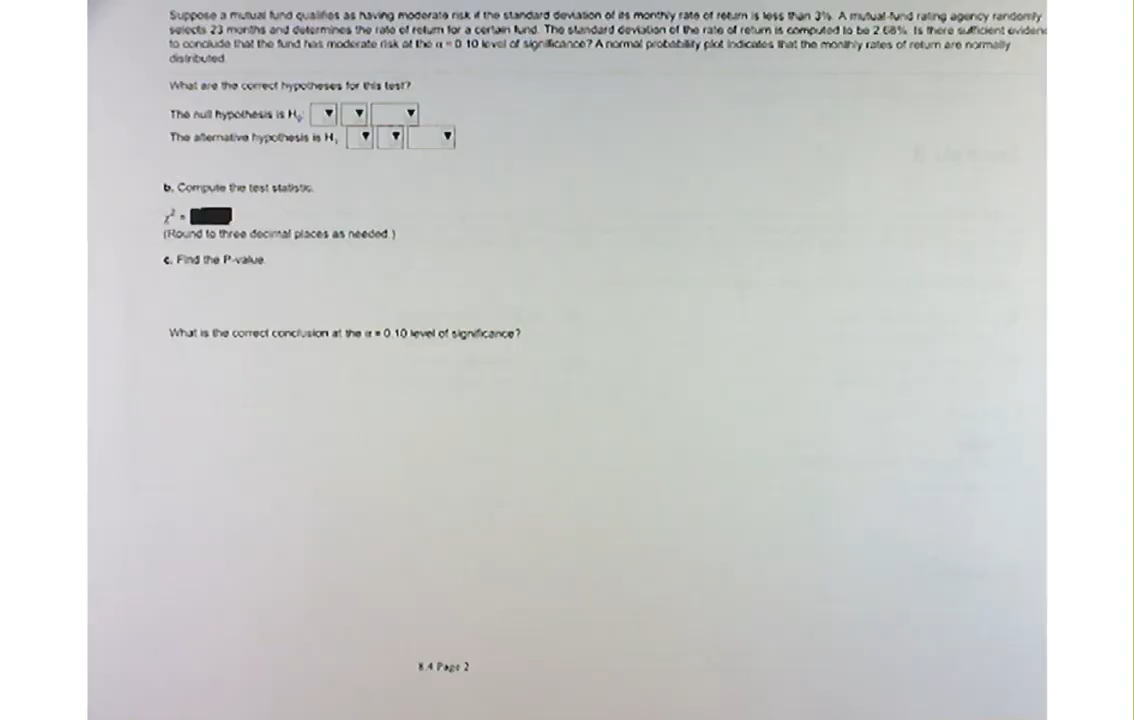 Suppose a mutual fund qualifies as having moderate risk if the standard deviation of its monthly rate of return is less than 3%. A mutual-fund rating agency randomly
selects 23 months and determines the rate of return for a certain fund. The standard deviation of the rate of return is computed to be 2.68%. Is there sufficient evidenc
to conclude that the fund has moderate risk at the α = 0.10 level of significance? A normal probability plot indicates that the monthly rates of return are normally
distributed.
What are the correct hypotheses for this test?
The null hypothesis is H₀:
The alternative hypothesis is H₁
b. Compute the test statistic.
χ² =
(Round to three decimal places as needed.)
c. Find the P-value.
What is the correct conclusion at the α = 0.10 level of significance?
8.4 Page 2